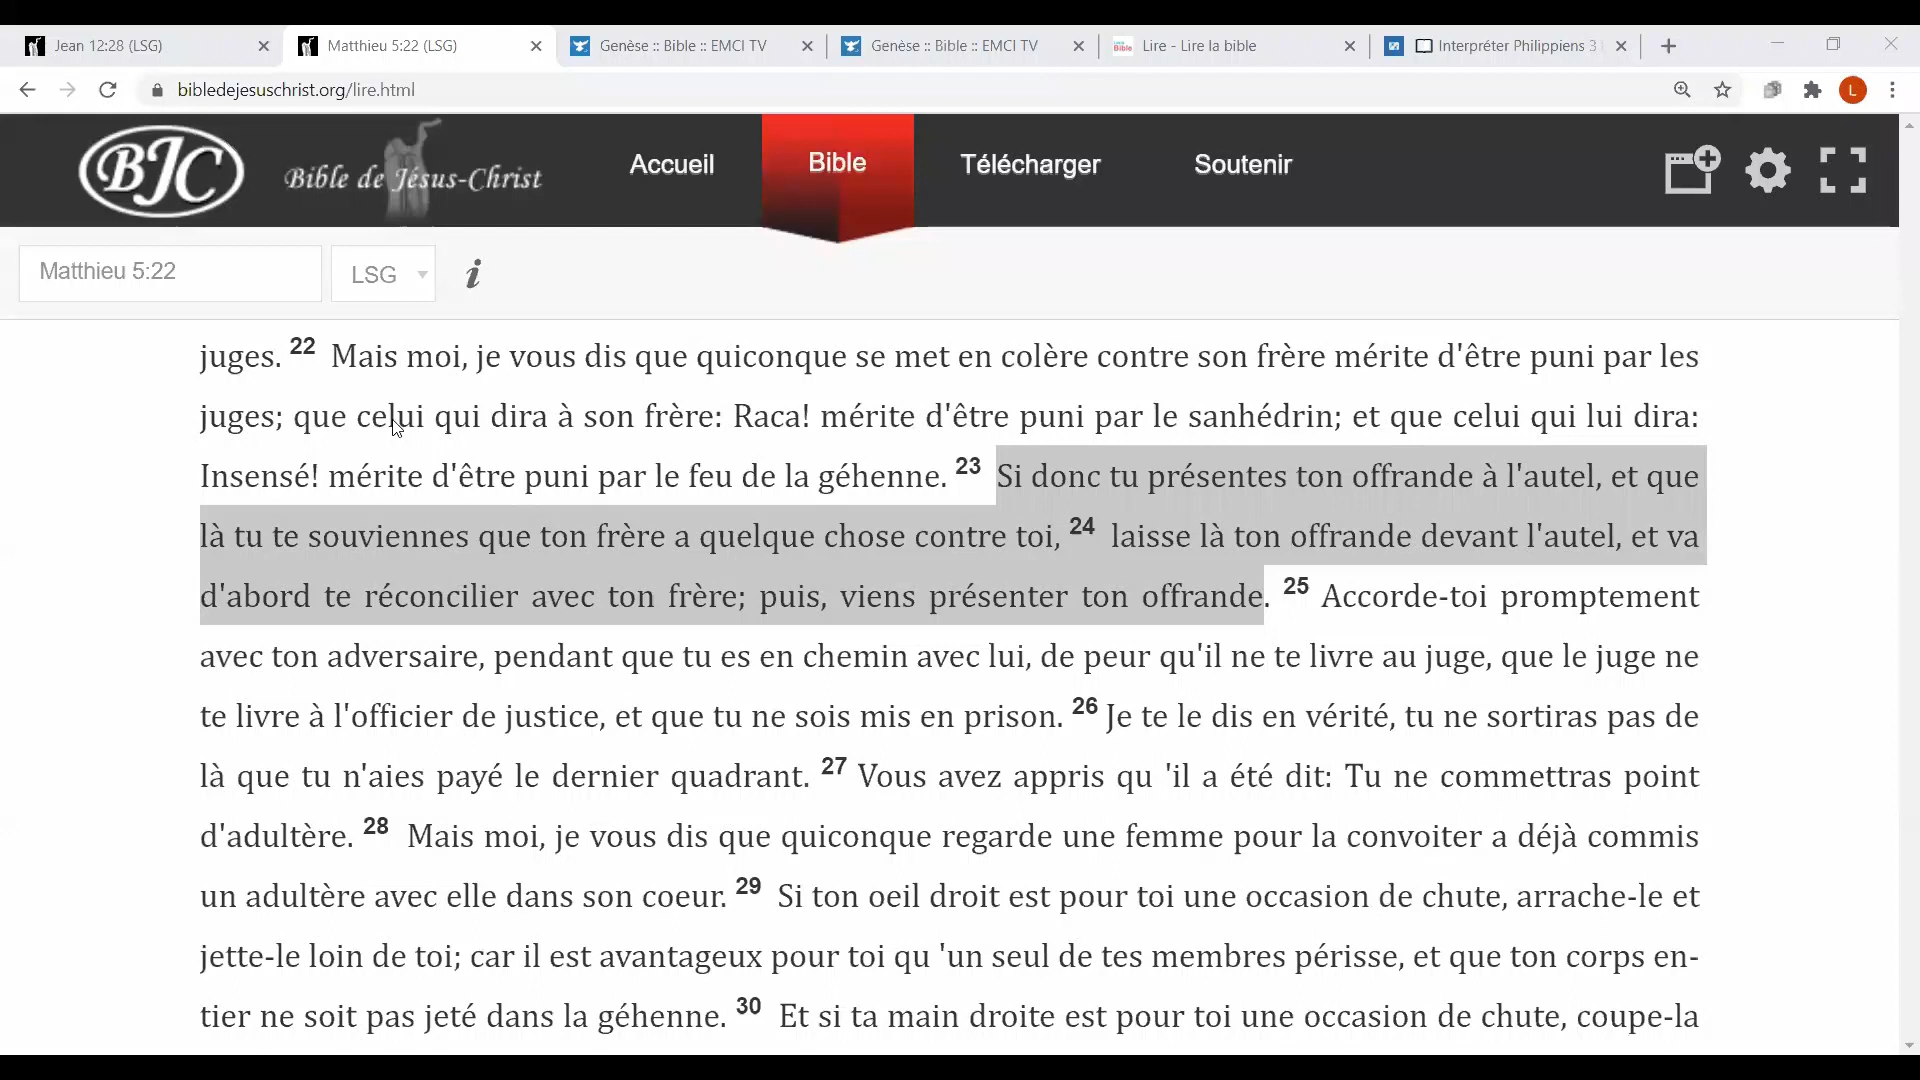 Jean 12:28 (LSG)
Matthieu 5:22 (LSG)
Genèse :: Bible :: EMCI TV
Genèse :: Bible :: EMCI TV
Lire - Lire la bible
Interpréter Philippiens 3
bibledejesuschrist.org/lire.html
L
BJC
Bible de Jésus-Christ
Accueil
Bible
Télécharger
Soutenir
Matthieu 5:22
LSG
i
juges. 22 Mais moi, je vous dis que quiconque se met en colère contre son frère mérite d'être puni par les
juges; que celui qui dira à son frère: Raca! mérite d'être puni par le sanhédrin; et que celui qui lui dira:
Insensé! mérite d'être puni par le feu de la géhenne. 23 Si donc tu présentes ton offrande à l'autel, et que
là tu te souviennes que ton frère a quelque chose contre toi, 24 laisse là ton offrande devant l'autel, et va
d'abord te réconcilier avec ton frère; puis, viens présenter ton offrande. 25 Accorde-toi promptement
avec ton adversaire, pendant que tu es en chemin avec lui, de peur qu'il ne te livre au juge, que le juge ne
te livre à l'officier de justice, et que tu ne sois mis en prison. 26 Je te le dis en vérité, tu ne sortiras pas de
là que tu n'aies payé le dernier quadrant. 27 Vous avez appris qu 'il a été dit: Tu ne commettras point
d'adultère. 28 Mais moi, je vous dis que quiconque regarde une femme pour la convoiter a déjà commis
un adultère avec elle dans son coeur. 29 Si ton oeil droit est pour toi une occasion de chute, arrache-le et
jette-le loin de toi; car il est avantageux pour toi qu 'un seul de tes membres périsse, et que ton corps en-
tier ne soit pas jeté dans la géhenne. 30 Et si ta main droite est pour toi une occasion de chute, coupe-la